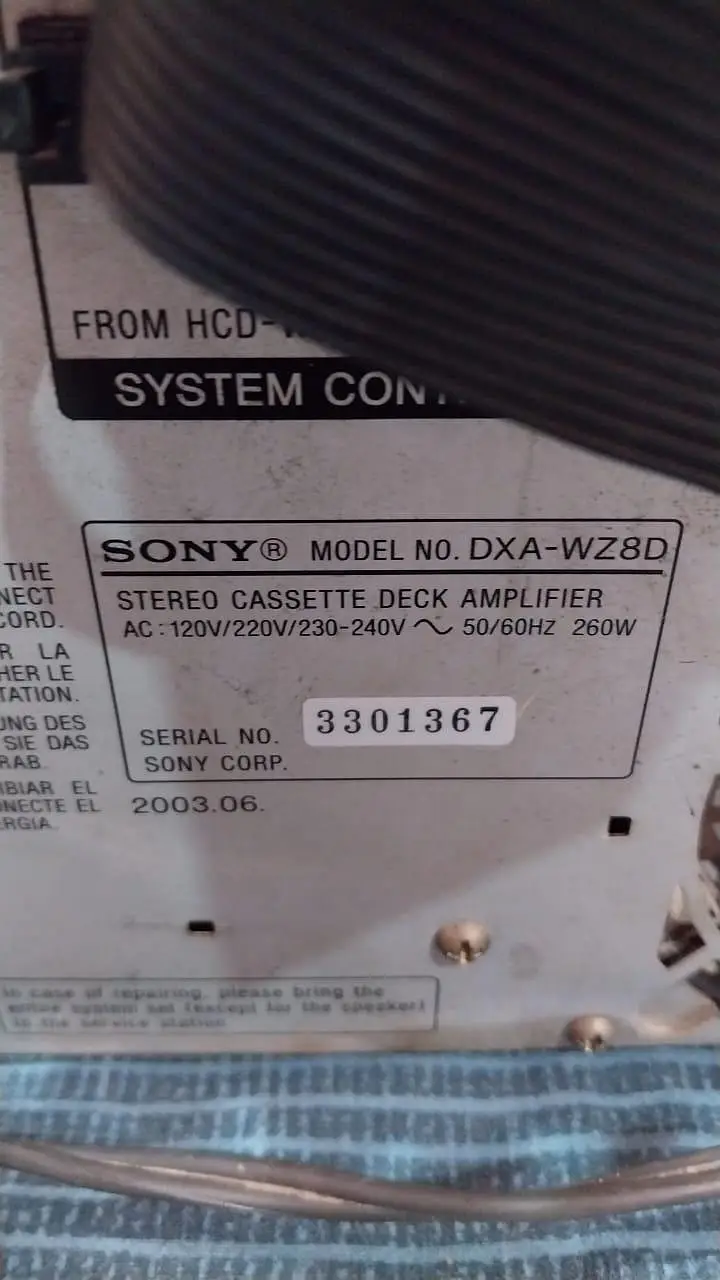 FROM HCD-
SYSTEM CON
SONY® MODEL NO. DXA-WZ8D
STEREO CASSETTE DECK AMPLIFIER
AC : 120V/220V/230-240V ~ 50/60Hz 260W
SERIAL NO. 3301367
SONY CORP.
2003.06.
THE
NECT
CORD.
R LA
HER LE
TATION.
UNG DES
SIE DAS
RAB.
MBIAR EL
ONECTE EL
RGIA.
In case of repairing, please bring the
entire system set (except for the speaker)
to the service station